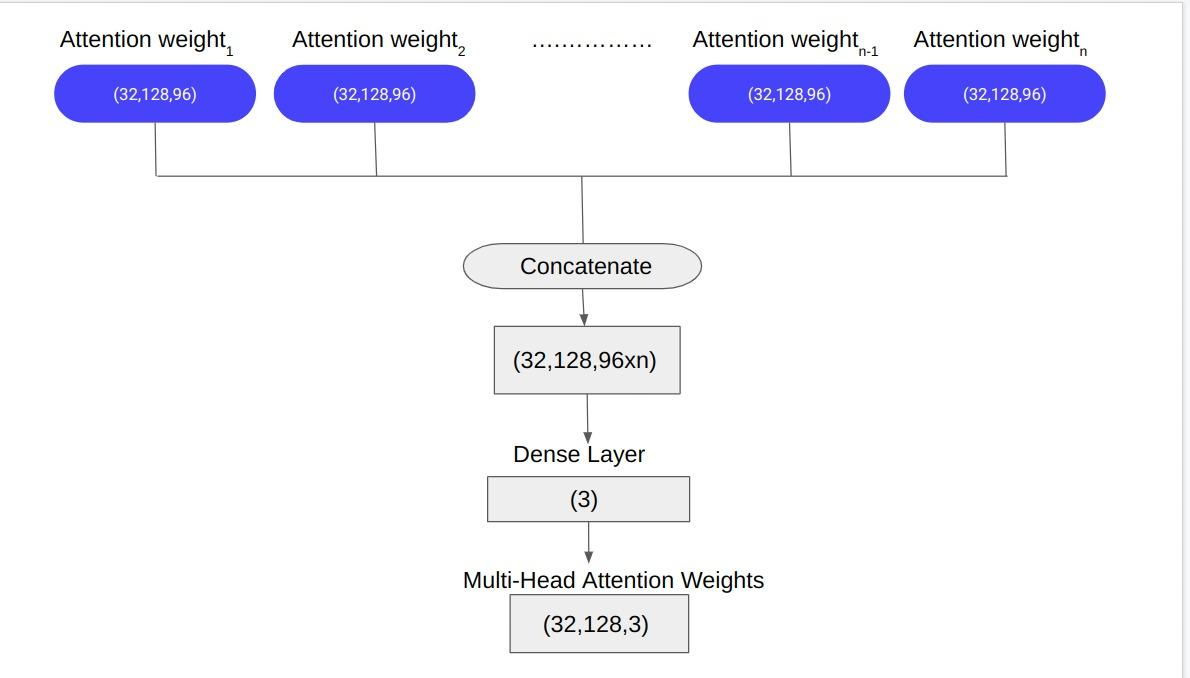 Attention weight1 Attention weight2 ............... Attention weightn-1 Attention weightn
(32,128,96) (32,128,96) (32,128,96) (32,128,96)
Concatenate
(32,128,96xn)
Dense Layer
(3)
Multi-Head Attention Weights
(32,128,3)